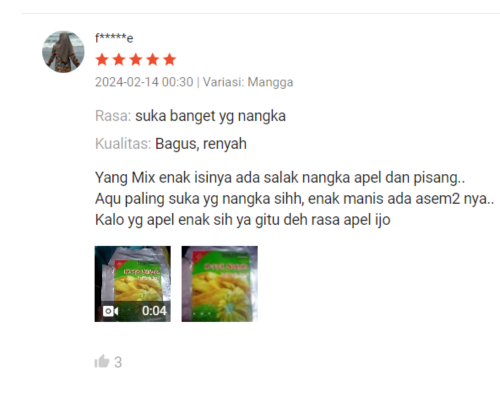 f*****e
2024-02-14 00:30 | Variasi: Mangga
Rasa: suka banget yg nangka
Kualitas: Bagus, renyah
Yang Mix enak isinya ada salak nangka apel dan pisang..
Aqu paling suka yg nangka sihh, enak manis ada asem2 nya..
Kalo yg apel enak sih ya gitu deh rasa apel ijo
0:04
3